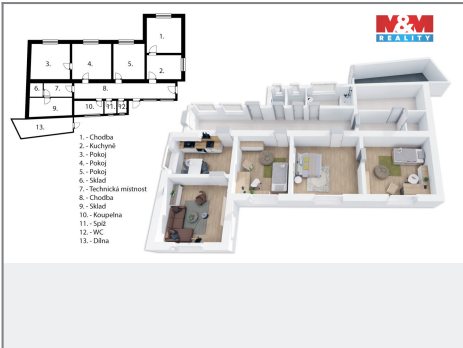 M&M
REALITY
1.
3.
4.
5.
2.
6.
7.
8.
9.
10.
11.
12.
13.
1. - Chodba
2. - Kuchyně
3. - Pokoj
4. - Pokoj
5. - Pokoj
6. - Sklad
7. - Technická místnost
8. - Chodba
9. - Sklad
10. - Koupelna
11. - Spíž
12. - WC
13. - Dílna